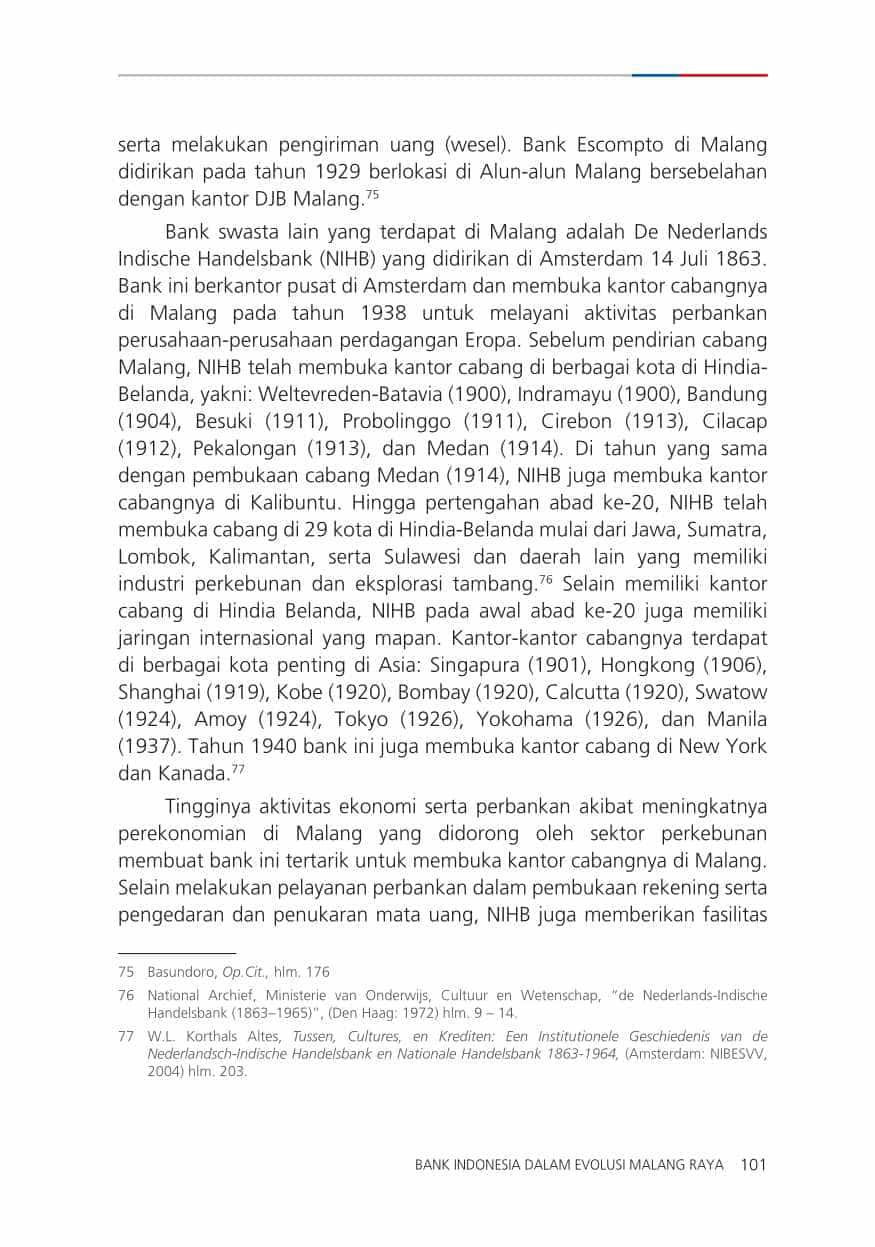 serta melakukan pengiriman uang (wesel). Bank Escompto di Malang
didirikan pada tahun 1929 berlokasi di Alun-alun Malang bersebelahan
dengan kantor DJB Malang.75
Bank swasta lain yang terdapat di Malang adalah De Nederlands
Indische Handelsbank (NIHB) yang didirikan di Amsterdam 14 Juli 1863.
Bank ini berkantor pusat di Amsterdam dan membuka kantor cabangnya
di Malang pada tahun 1938 untuk melayani aktivitas perbankan
perusahaan-perusahaan perdagangan Eropa. Sebelum pendirian cabang
Malang, NIHB telah membuka kantor cabang di berbagai kota di Hindia-
Belanda, yakni: Weltevreden-Batavia (1900), Indramayu (1900), Bandung
(1904), Besuki (1911), Probolinggo (1911), Cirebon (1913), Cilacap
(1912), Pekalongan (1913), dan Medan (1914). Di tahun yang sama
dengan pembukaan cabang Medan (1914), NIHB juga membuka kantor
cabangnya di Kalibuntu. Hingga pertengahan abad ke-20, NIHB telah
membuka cabang di 29 kota di Hindia-Belanda mulai dari Jawa, Sumatra,
Lombok, Kalimantan, serta Sulawesi dan daerah lain yang memiliki
industri perkebunan dan eksplorasi tambang.76 Selain memiliki kantor
cabang di Hindia Belanda, NIHB pada awal abad ke-20 juga memiliki
jaringan internasional yang mapan. Kantor-kantor cabangnya terdapat
di berbagai kota penting di Asia: Singapura (1901), Hongkong (1906),
Shanghai (1919), Kobe (1920), Bombay (1920), Calcutta (1920), Swatow
(1924), Amoy (1924), Tokyo (1926), Yokohama (1926), dan Manila
(1937). Tahun 1940 bank ini juga membuka kantor cabang di New York
dan Kanada.77
Tingginya aktivitas ekonomi serta perbankan akibat meningkatnya
perekonomian di Malang yang didorong oleh sektor perkebunan
membuat bank ini tertarik untuk membuka kantor cabangnya di Malang.
Selain melakukan pelayanan perbankan dalam pembukaan rekening serta
pengedaran dan penukaran mata uang, NIHB juga memberikan fasilitas
75 Basundoro, Op.Cit., hlm. 176
76 National Archief, Ministerie van Onderwijs, Cultuur en Wetenschap, “de Nederlands-Indische
Handelsbank (1863–1965)”, (Den Haag: 1972) hlm. 9 – 14.
77 W.L. Korthals Altes, Tussen, Cultures, en Krediten: Een Institutionele Geschiedenis van de
Nederlandsch-Indische Handelsbank en Nationale Handelsbank 1863-1964, (Amsterdam: NIBESVV,
2004) hlm. 203.
BANK INDONESIA DALAM EVOLUSI MALANG RAYA 101